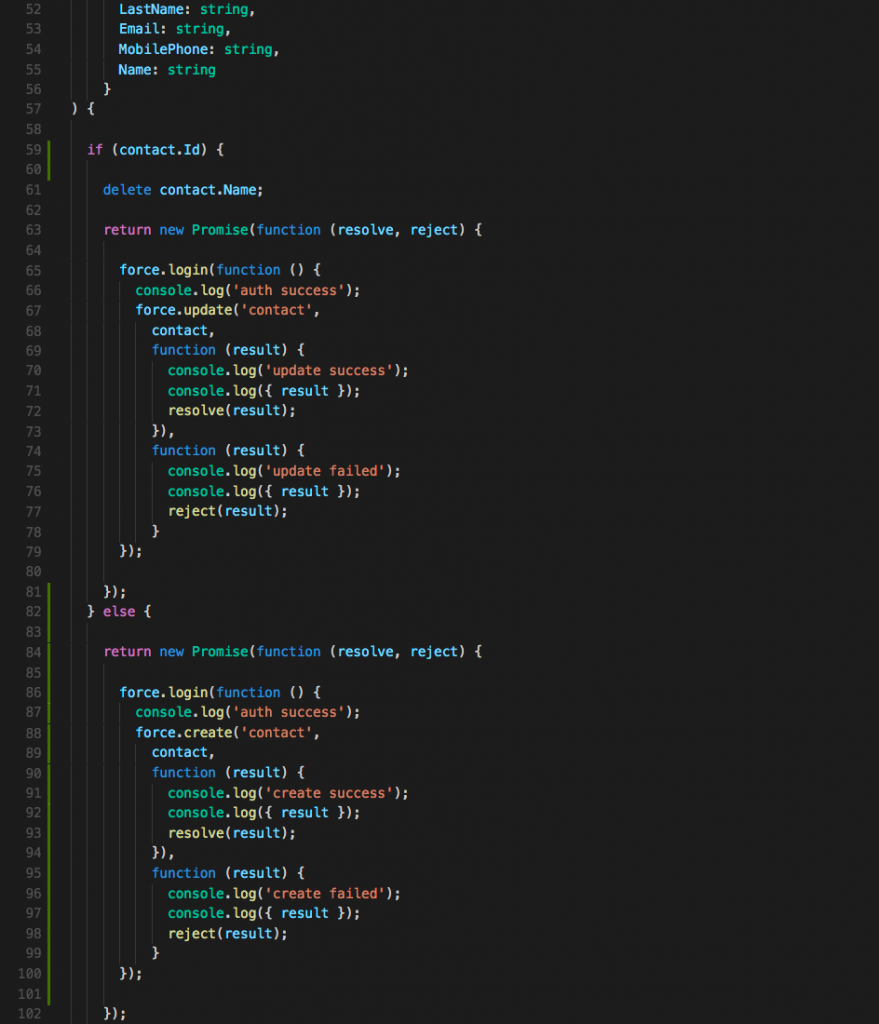 52 LastName: string,
53 Email: string,
54 MobilePhone: string,
55 Name: string
56 }
57 ) {
58
59 if (contact.Id) {
60
61 delete contact.Name;
62
63 return new Promise(function (resolve, reject) {
64
65 force.login(function () {
66 console.log('auth success');
67 force.update('contact',
68 contact,
69 function (result) {
70 console.log('update success');
71 console.log({ result });
72 resolve(result);
73 }),
74 function (result) {
75 console.log('update failed');
76 console.log({ result });
77 reject(result);
78 }
79 });
80
81 });
82 } else {
83
84 return new Promise(function (resolve, reject) {
85
86 force.login(function () {
87 console.log('auth success');
88 force.create('contact',
89 contact,
90 function (result) {
91 console.log('create success');
92 console.log({ result });
93 resolve(result);
94 }),
95 function (result) {
96 console.log('create failed');
97 console.log({ result });
98 reject(result);
99 }
100 });
101
102 });